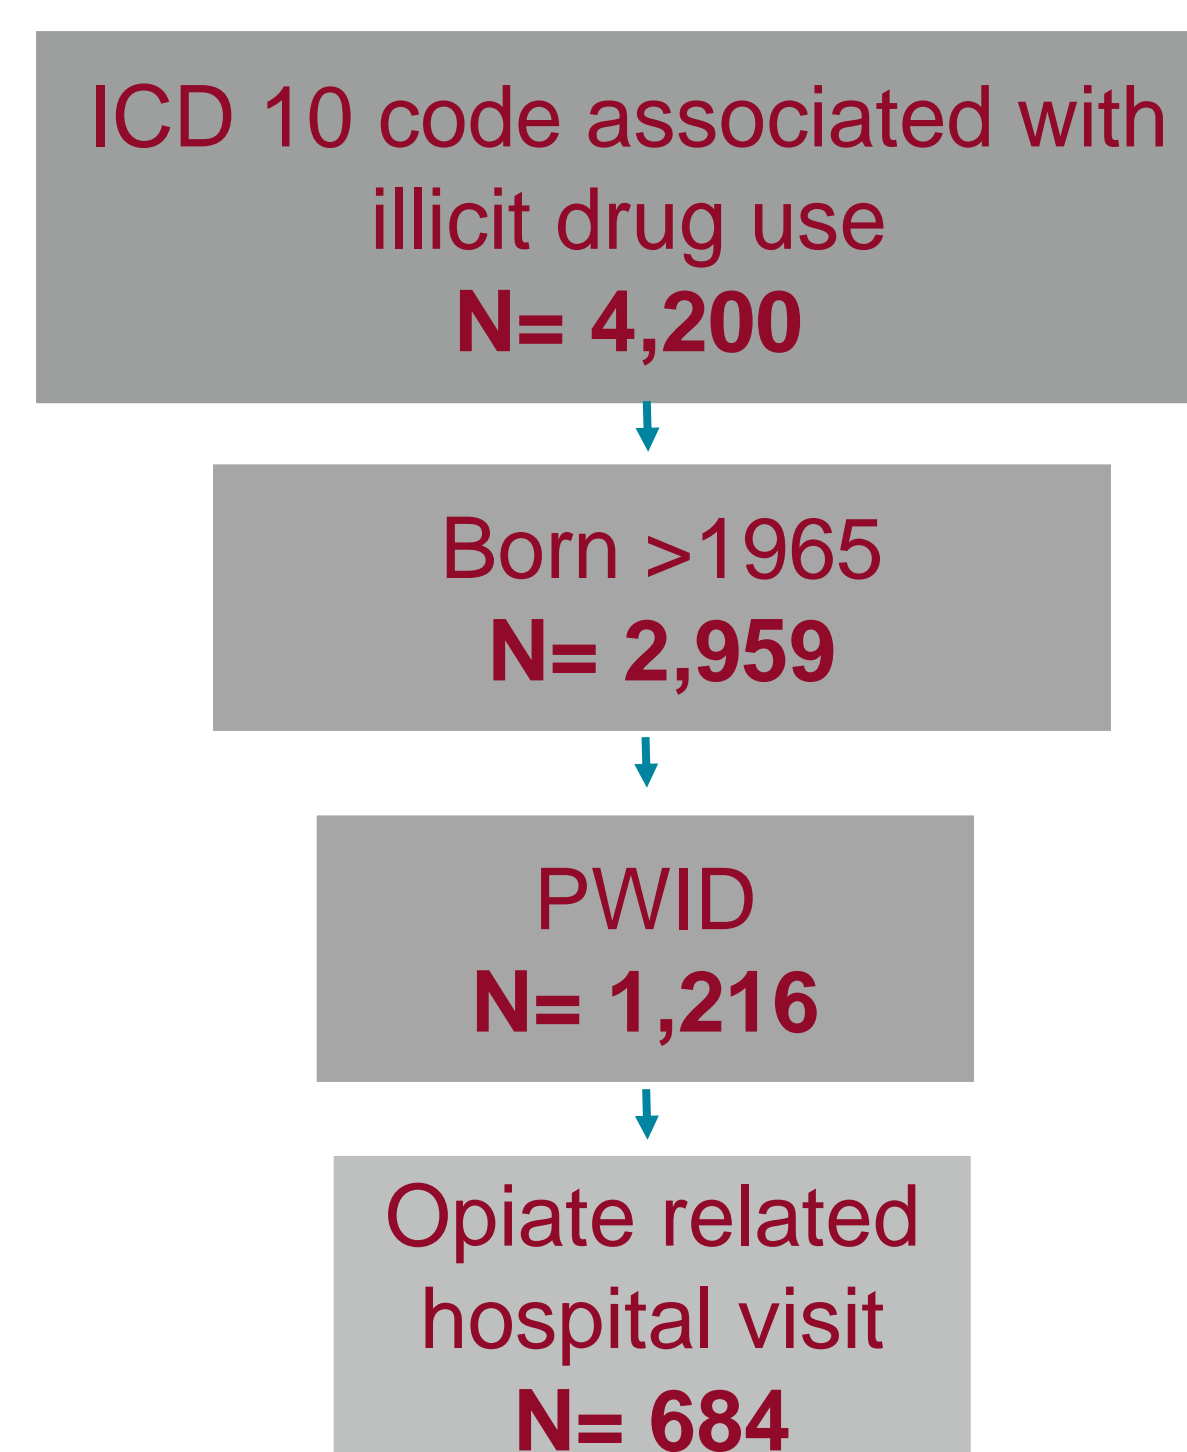 ICD 10 code associated with
illicit drug use
N= 4,200
Born >1965
N= 2,959
PWID
N= 1,216
Opiate related
hospital visit
N= 684